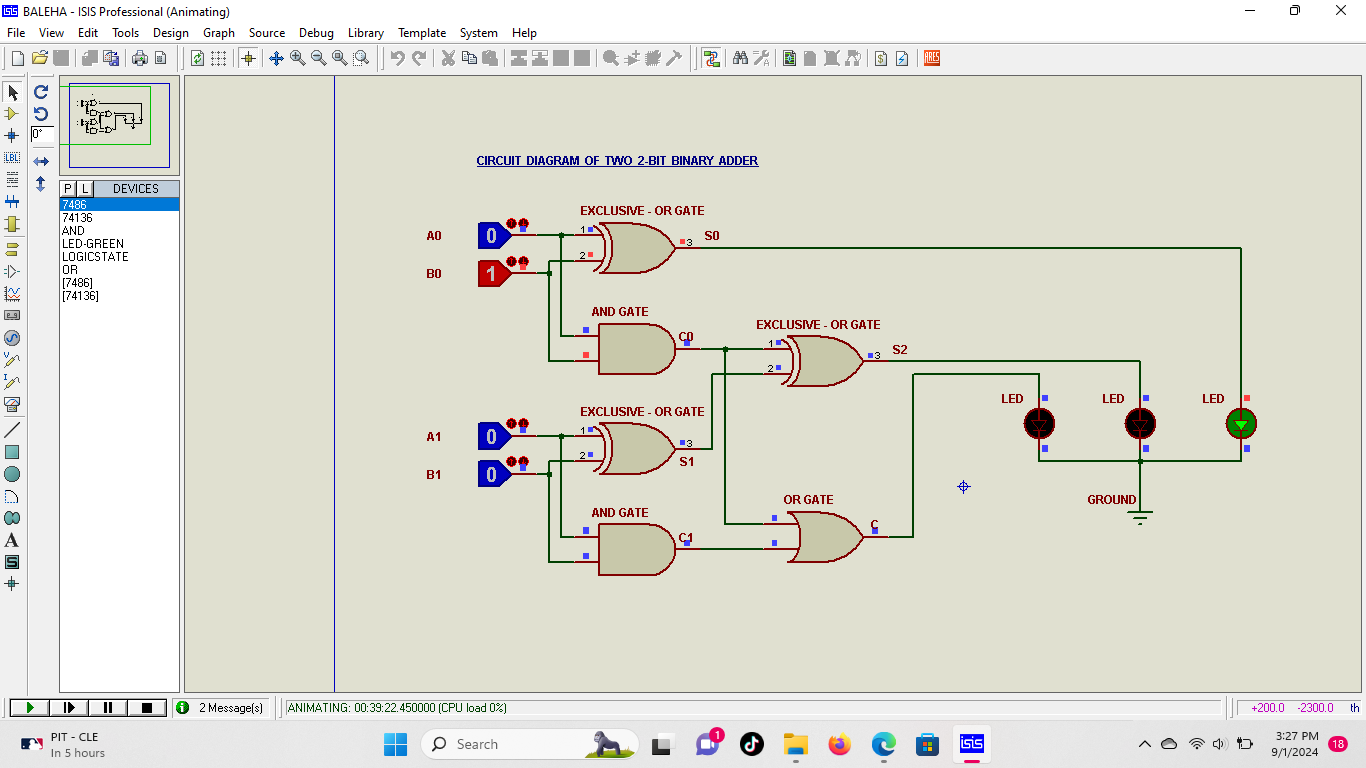 BALEHA - ISIS Professional (Animating)
File View Edit Tools Design Graph Source Debug Library Template System Help
LBL
ARES
0°
P L DEVICES
7486
74136
AND
LED-GREEN
LOGICSTATE
OR
[7486]
[74136]
A
S
CIRCUIT DIAGRAM OF TWO 2-BIT BINARY ADDER
EXCLUSIVE - OR GATE
A0 0 1 3 S0
B0 1 2
AND GATE
C0
EXCLUSIVE - OR GATE
1 3 S2
2
LED LED LED
EXCLUSIVE - OR GATE
A1 0 1 3
B1 0 2 S1
AND GATE
C1
OR GATE
C
GROUND
2 Message(s)
ANIMATING: 00:39:22.450000 (CPU load 0%)
+200.0 -2300.0 th
PIT - CLE
In 5 hours
Search
1
isis
3:27 PM
9/1/2024
18